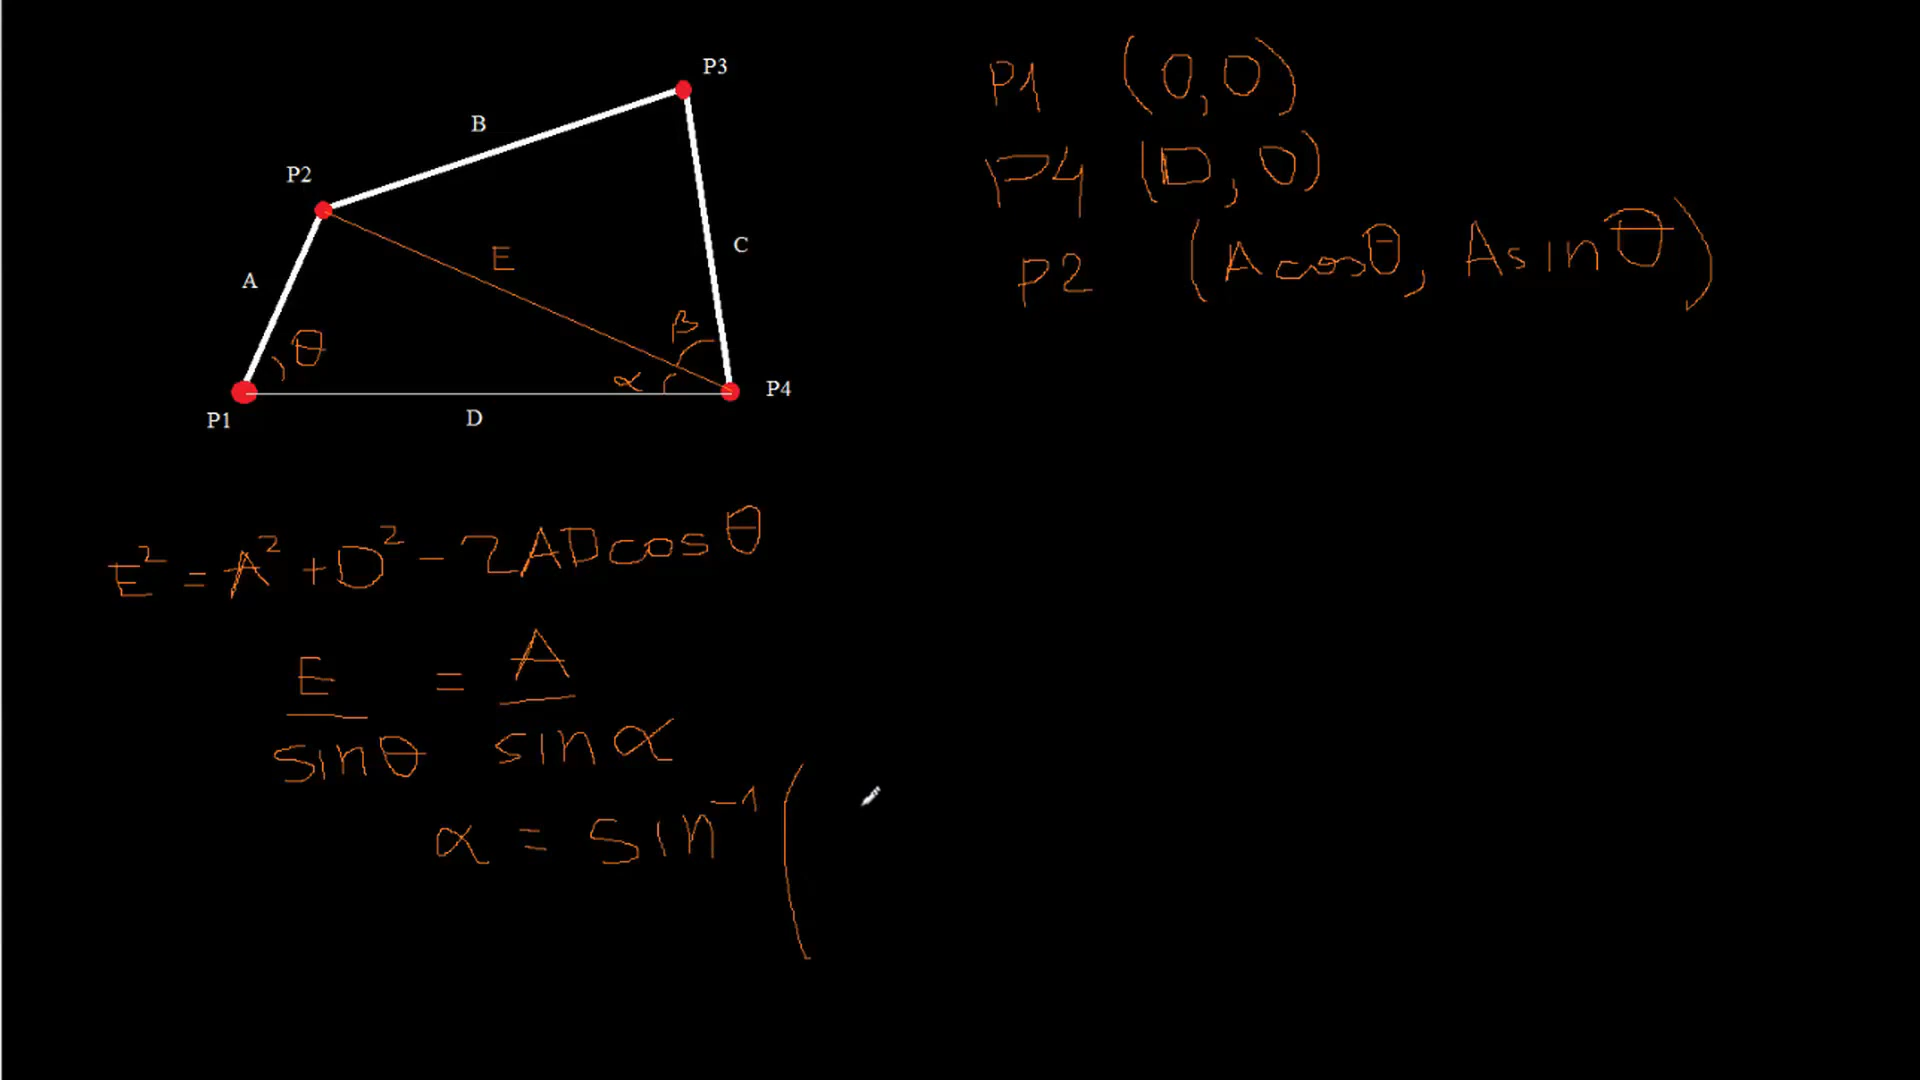 P3
B
P2
E
C
A
β
θ
α
P4
P1
D
P1 (0,0)
P4 (D,0)
P2 (Acosθ, Asinθ)
E² = A² + D² - 2ADcosθ
E/sinθ = A/sinα
α = sin⁻¹(